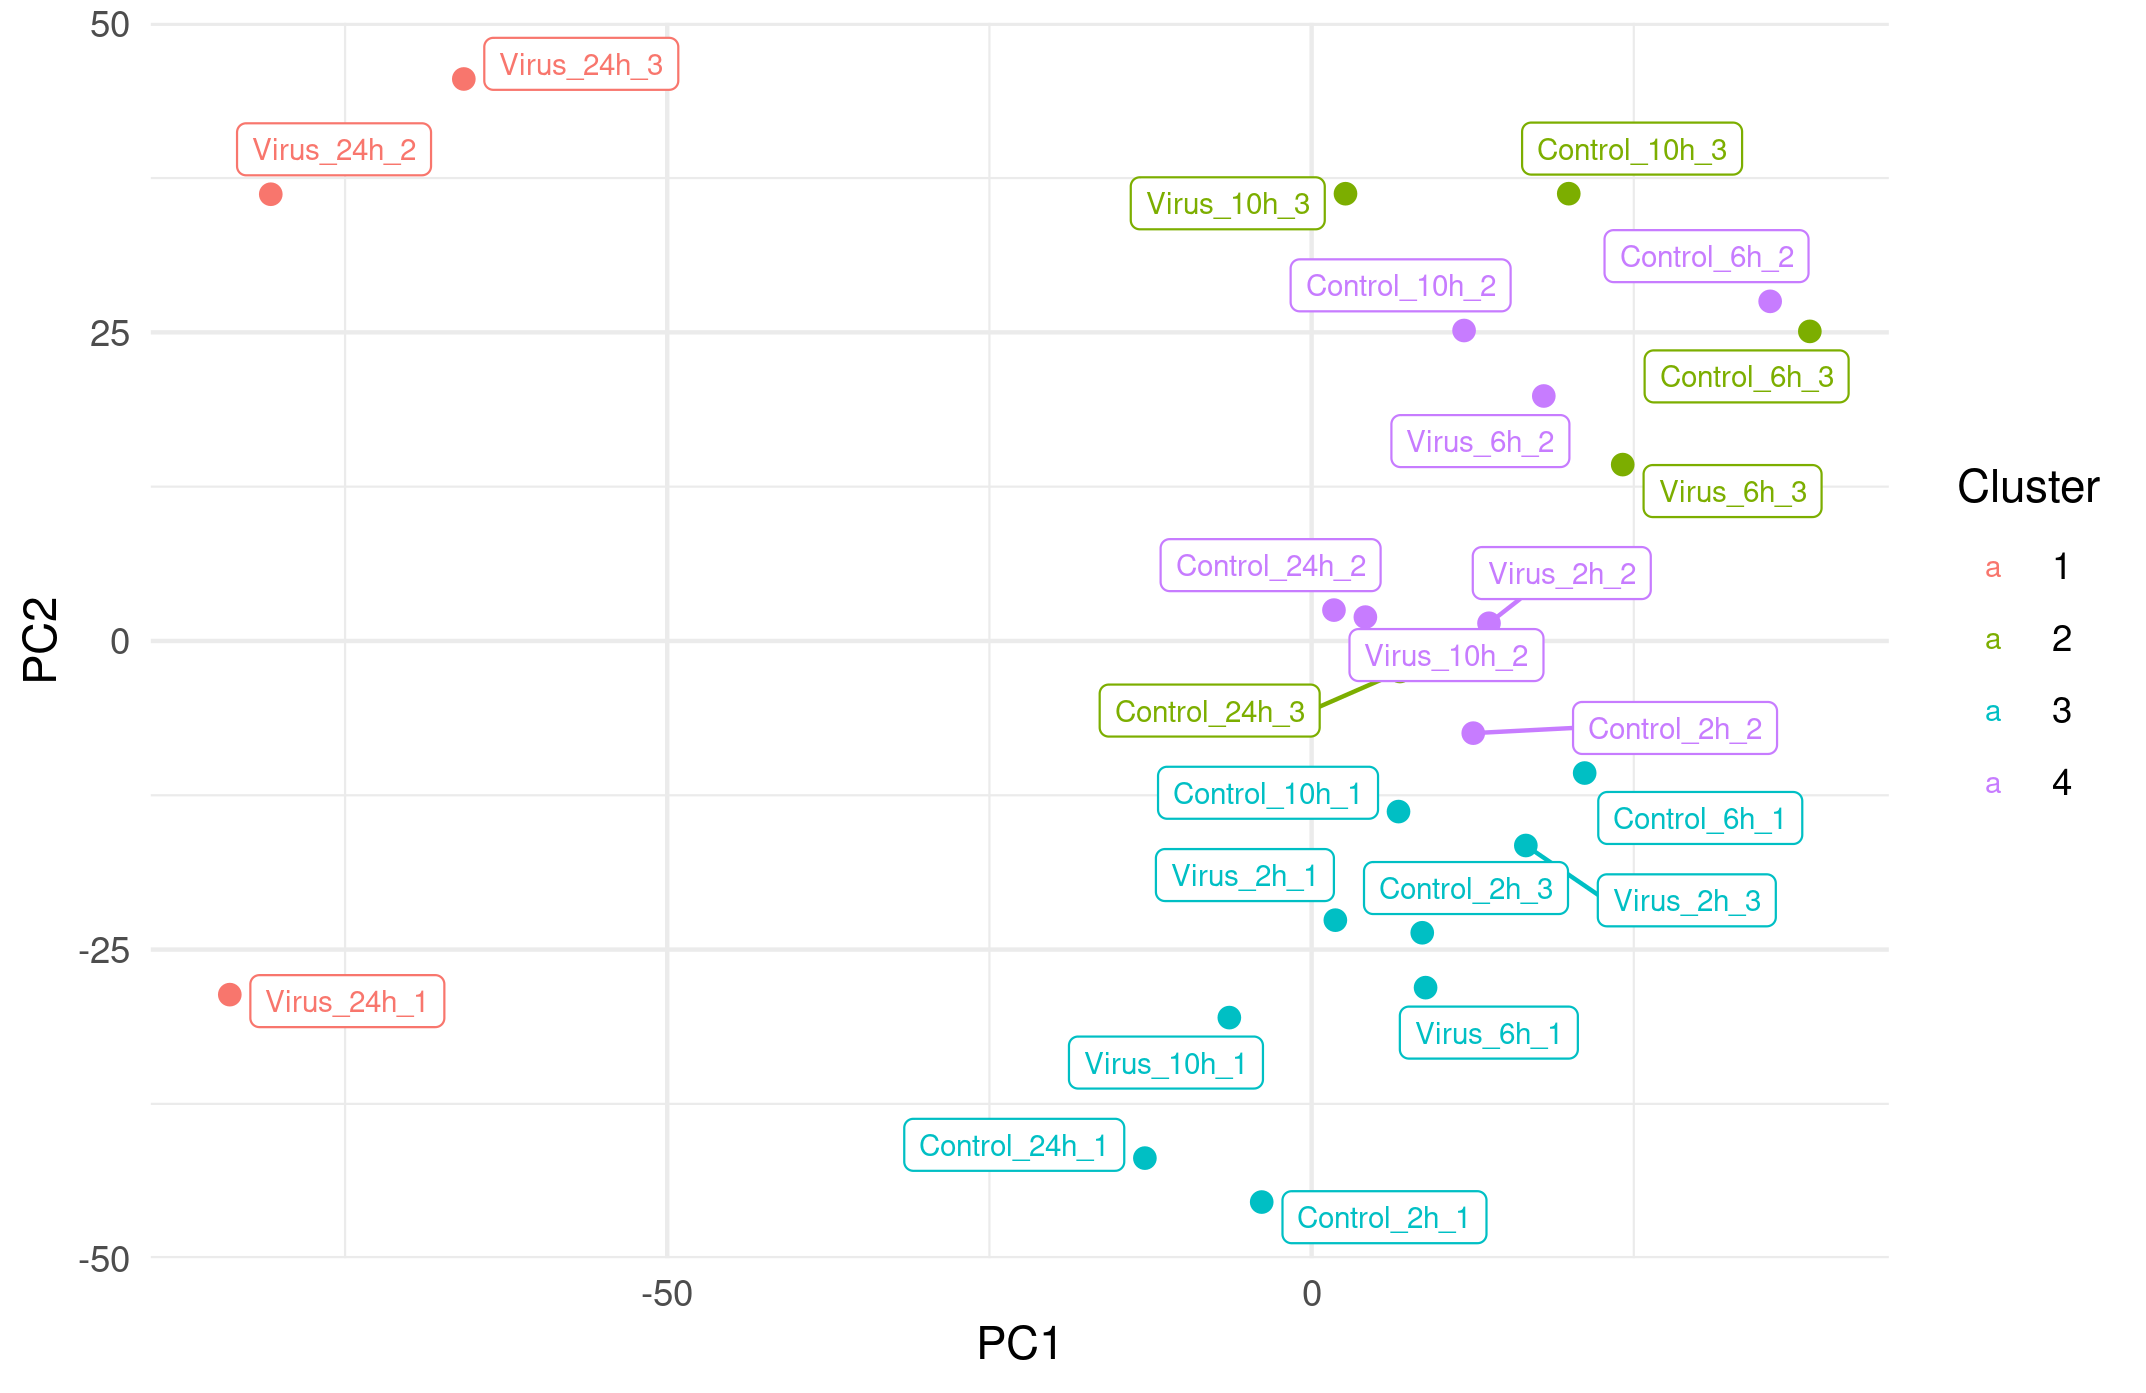 50
Virus_24h_3
Virus_24h_2
Control_10h_3
Virus_10h_3
Control_6h_2
Control_10h_2
25
Control_6h_3
Virus_6h_2
Cluster
Virus_6h_3
Control_24h_2
Virus_2h_2
a 1
PC2
0
a 2
Virus_10h_2
Control_24h_3
a 3
Control_2h_2
a 4
Control_10h_1
Control_6h_1
Virus_2h_1
Control_2h_3
Virus_2h_3
-25
Virus_24h_1
Virus_6h_1
Virus_10h_1
Control_24h_1
Control_2h_1
-50
-50
0
PC1